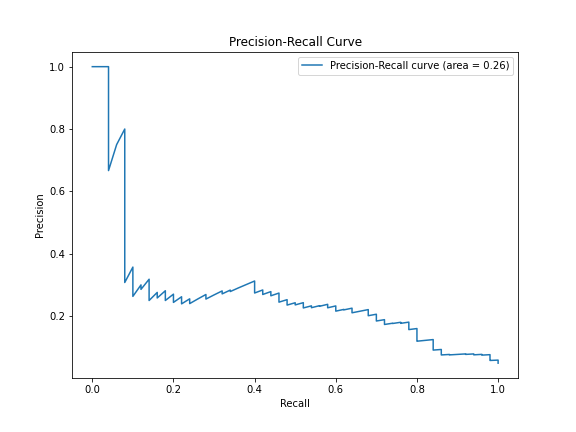 Precision-Recall Curve
Precision-Recall curve (area = 0.26)
1.0
0.8
0.6
0.4
0.2
Precision
0.0 0.2 0.4 0.6 0.8 1.0
Recall